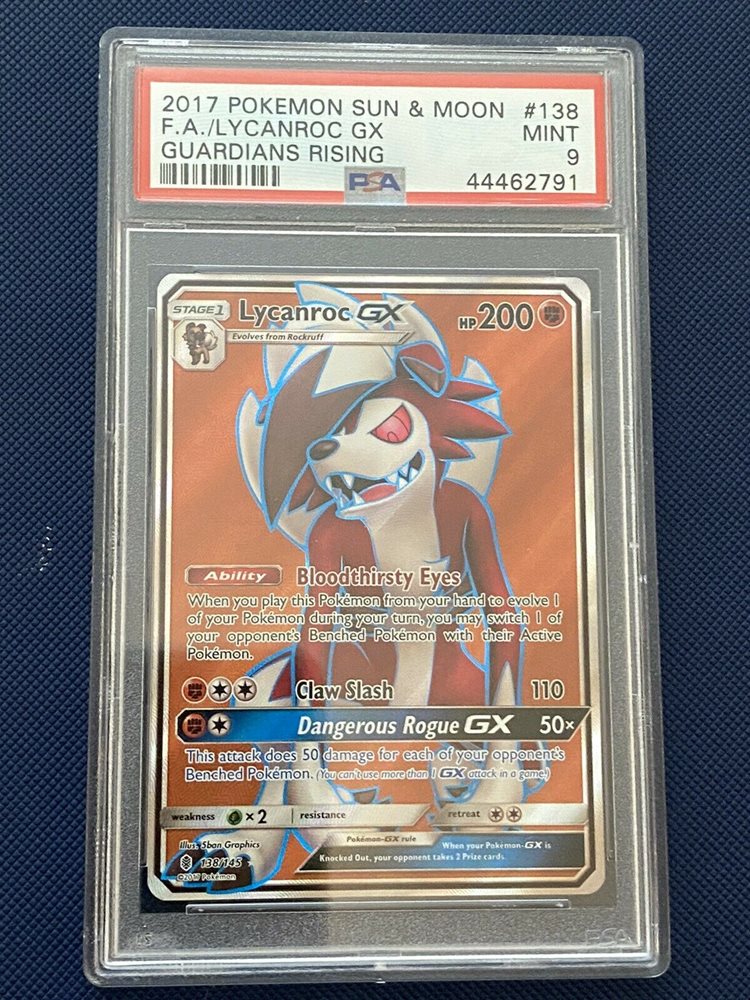 2017 POKEMON SUN & MOON #138
F.A./LYCANROC GX MINT
GUARDIANS RISING 9
PSA 44462791
STAGE 1 Lycanroc GX HP 200
Evolves from Rockruff
Ability Bloodthirsty Eyes
When you play this Pokémon from your hand to evolve 1
of your Pokémon during your turn, you may switch 1 of
your opponent's Benched Pokémon with their Active
Pokémon.
Claw Slash 110
Dangerous Rogue GX 50×
This attack does 50 damage for each of your opponent's
Benched Pokémon. (You can't use more than 1 GX attack in a game.)
weakness ×2 resistance retreat
Illus. 5ban Graphics
Pokémon-GX rule When your Pokémon-GX is
Knocked Out, your opponent takes 2 Prize cards.
138/145
©2017 Pokémon
PSA